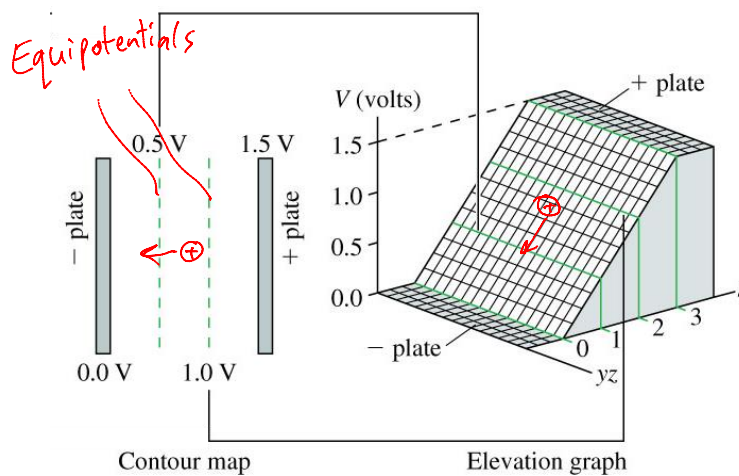 Equipotentials
0.5 V
1.5 V
− plate
+ plate
+
0.0 V
1.0 V
Contour map
V (volts)
1.5
1.0
0.5
0.0
+ plate
+
− plate
0
1
2
3
yz
Elevation graph